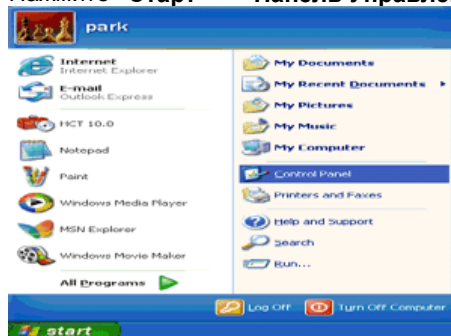 park
Internet
Internet Explorer
E-mail
Outlook Express
HCT 10.0
Notepad
Paint
Windows Media Player
MSN Explorer
Windows Movie Maker
All Programs
My Documents
My Recent Documents
My Pictures
My Music
My Computer
Control Panel
Printers and Faxes
Help and Support
Search
Run...
Log Off
Turn Off Computer
start